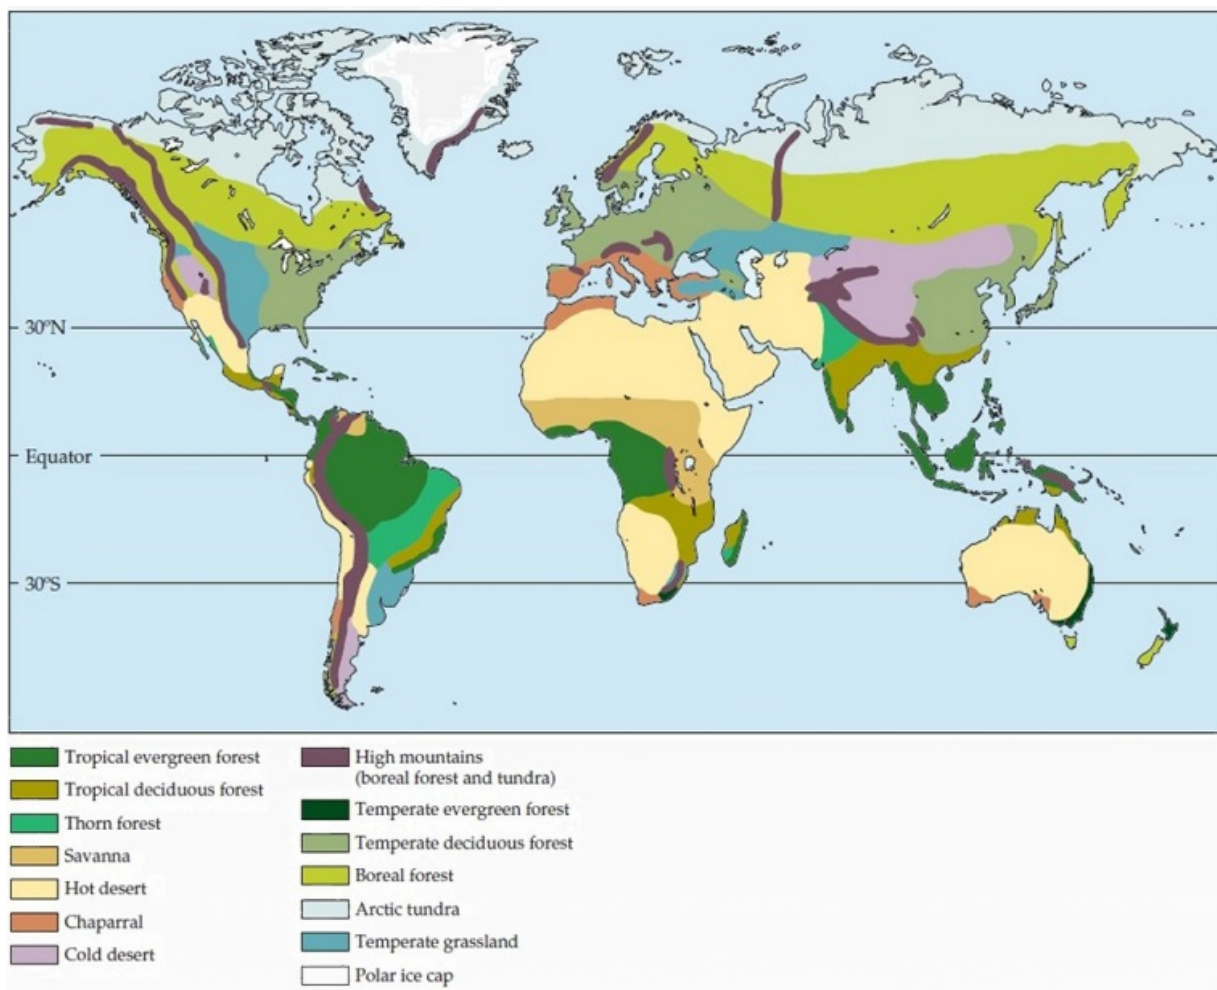 30°N
Equator
30°S
Tropical evergreen forest
Tropical deciduous forest
Thorn forest
Savanna
Hot desert
Chaparral
Cold desert
High mountains
(boreal forest and tundra)
Temperate evergreen forest
Temperate deciduous forest
Boreal forest
Arctic tundra
Temperate grassland
Polar ice cap